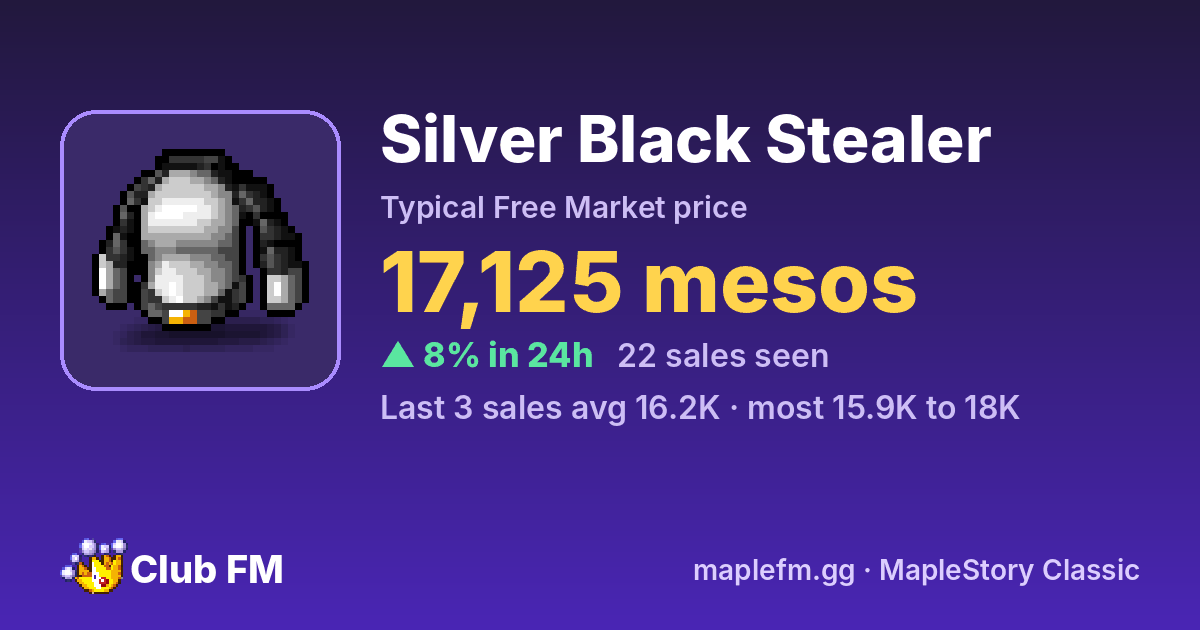 Silver Black Stealer
Typical Free Market price
17,125 mesos
▲ 8% in 24h 22 sales seen
Last 3 sales avg 16.2K · most 15.9K to 18K
Club FM
maplefm.gg · MapleStory Classic